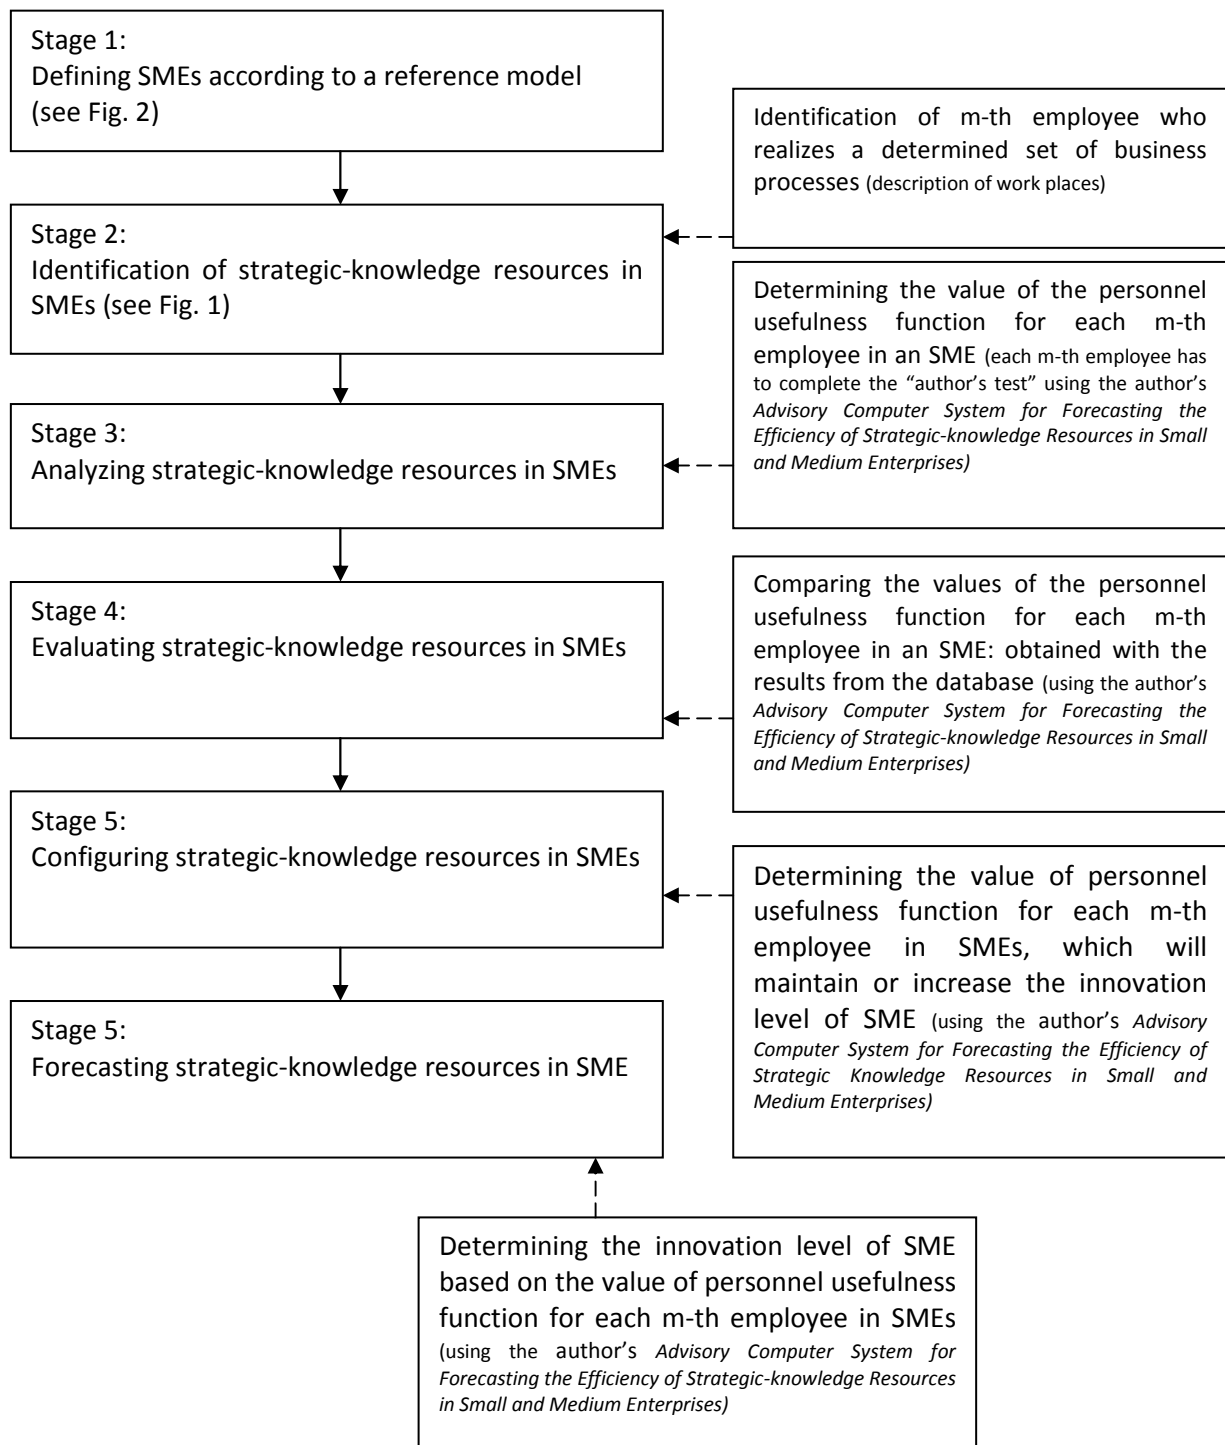 Stage 1:
Defining SMEs according to a reference model
(see Fig. 2)
Identification of m-th employee who
realizes a determined set of business
processes (description of work places)
Stage 2:
Identification of strategic-knowledge resources in
SMEs (see Fig. 1)
Determining the value of the personnel
usefulness function for each m-th
employee in an SME (each m-th employee has
to complete the “author’s test” using the author’s
Advisory Computer System for Forecasting the
Efficiency of Strategic-knowledge Resources in Small
and Medium Enterprises)
Stage 3:
Analyzing strategic-knowledge resources in SMEs
Stage 4:
Evaluating strategic-knowledge resources in SMEs
Comparing the values of the personnel
usefulness function for each m-th
employee in an SME: obtained with the
results from the database (using the author’s
Advisory Computer System for Forecasting the
Efficiency of Strategic-knowledge Resources in Small
and Medium Enterprises)
Stage 5:
Configuring strategic-knowledge resources in SMEs
Determining the value of personnel
usefulness function for each m-th
employee in SMEs, which will
maintain or increase the innovation
level of SME (using the author’s Advisory
Computer System for Forecasting the Efficiency of
Strategic Knowledge Resources in Small and
Medium Enterprises)
Stage 5:
Forecasting strategic-knowledge resources in SME
Determining the innovation level of SME
based on the value of personnel usefulness
function for each m-th employee in SMEs
(using the author’s Advisory Computer System for
Forecasting the Efficiency of Strategic-knowledge Resources
in Small and Medium Enterprises)